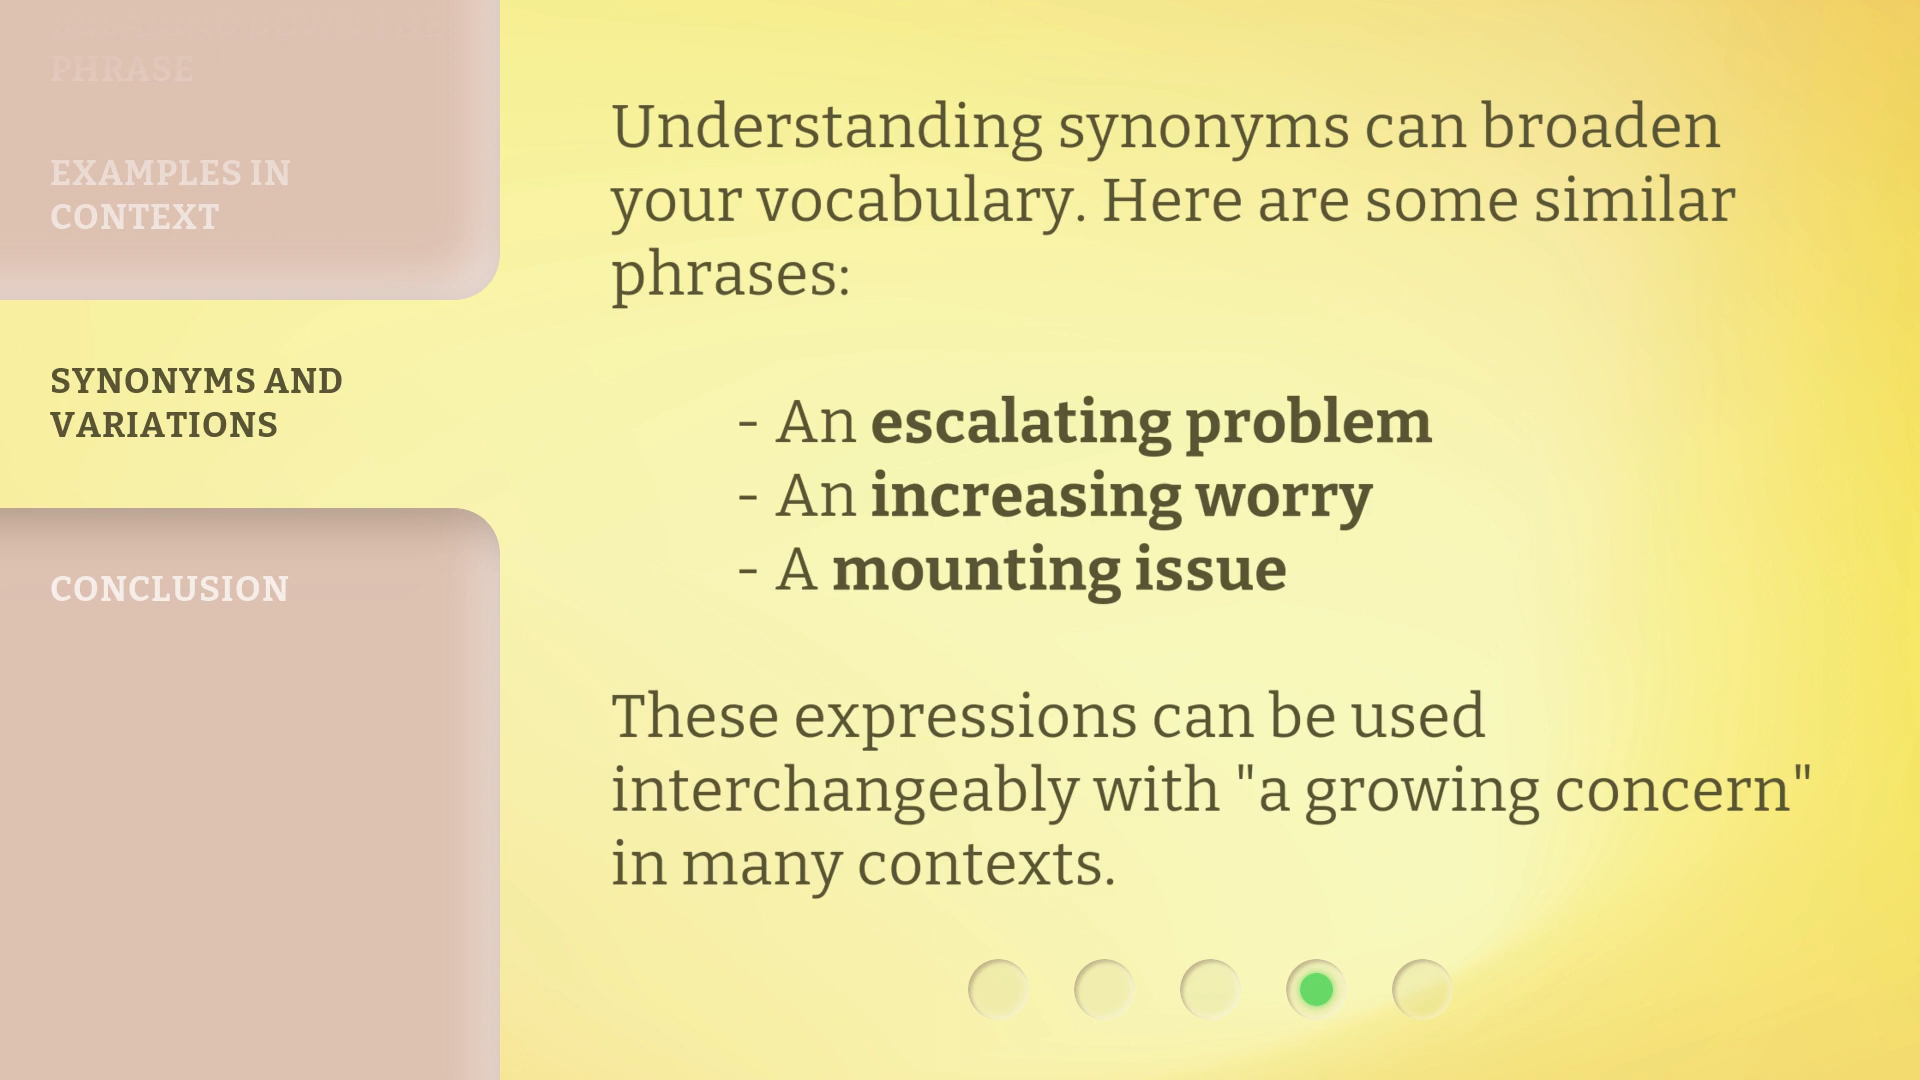 PHRASE
EXAMPLES IN
CONTEXT
SYNONYMS AND
VARIATIONS
CONCLUSION
Understanding synonyms can broaden
your vocabulary. Here are some similar
phrases:
- An escalating problem
- An increasing worry
- A mounting issue
These expressions can be used
interchangeably with "a growing concern"
in many contexts.